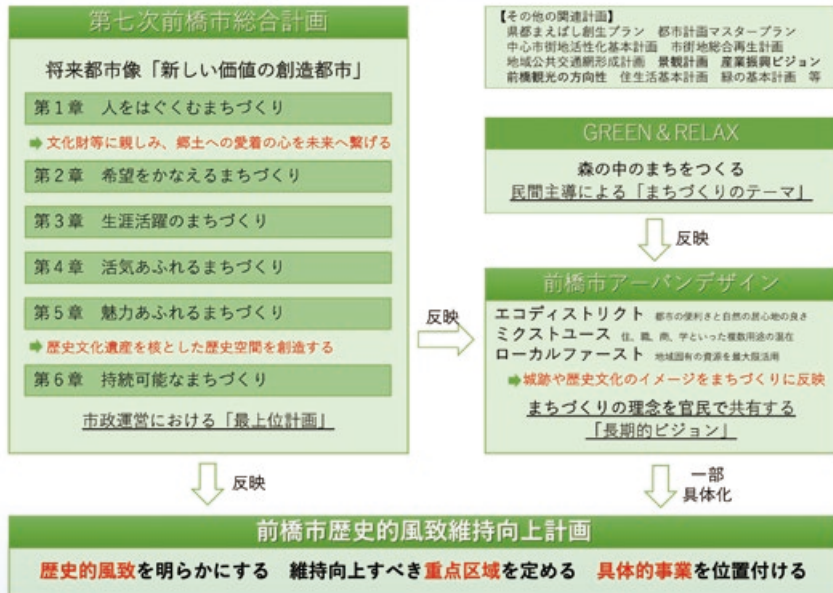 第七次前橋市総合計画
将来都市像「新しい価値の創造都市」
第1章 人をはぐくむまちづくり
文化財等に親しみ、郷土への愛着の心を未来へ繋げる
第2章 希望をかなえるまちづくり
第3章 生涯活躍のまちづくり
第4章 活気あふれるまちづくり
第5章 魅力あふれるまちづくり
歴史文化遺産を核とした歴史空間を創造する
第6章 持続可能なまちづくり
市政運営における「最上位計画」
反映
反映
【その他の関連計画】
県都まえばし創生プラン 都市計画マスタープラン
中心市街地活性化基本計画 市街地総合再生計画
地域公共交通網形成計画 景観計画 産業振興ビジョン
前橋観光の方向性 住生活基本計画 緑の基本計画 等
GREEN&RELAX
森の中のまちをつくる
民間主導による「まちづくりのテーマ」
反映
前橋市アーバンデザイン
エコディストリクト 都市の便利さと自然の居心地の良さ
ミクストユース 住、職、商、学といった複数用途の混在
ローカルファースト 地域固有の資源を最大限活用
城跡や歴史文化のイメージをまちづくりに反映
まちづくりの理念を官民で共有する
「長期的ビジョン」
一部
具体化
前橋市歴史的風致維持向上計画
歴史的風致を明らかにする 維持向上すべき重点区域を定める 具体的事業を位置付ける